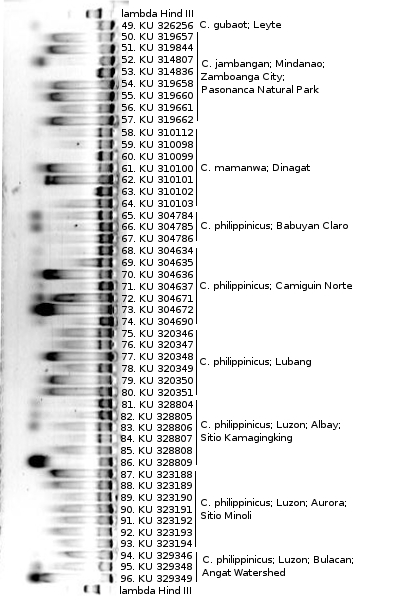 lambda Hind III
49. KU 326256
C. gubaot; Leyte
50. KU 319657
51. KU 319844
52. KU 314807
53. KU 314836
54. KU 319658
55. KU 319660
56. KU 319661
57. KU 319662
C. jambangan; Mindanao;
Zamboanga City;
Pasonanca Natural Park
58. KU 310112
59. KU 310098
60. KU 310099
61. KU 310100
62. KU 310101
63. KU 310102
64. KU 310103
C. mamanwa; Dinagat
65. KU 304784
66. KU 304785
67. KU 304786
C. philippinicus; Babuyan Claro
68. KU 304634
69. KU 304635
70. KU 304636
71. KU 304637
72. KU 304671
73. KU 304672
74. KU 304690
C. philippinicus; Camiguin Norte
75. KU 320346
76. KU 320347
77. KU 320348
78. KU 320349
79. KU 320350
80. KU 320351
C. philippinicus; Lubang
81. KU 328804
82. KU 328805
83. KU 328806
84. KU 328807
85. KU 328808
86. KU 328809
C. philippinicus; Luzon, Albay;
Sitio Kamagingking
87. KU 323188
88. KU 323189
89. KU 323190
90. KU 323191
91. KU 323192
92. KU 323193
93. KU 323194
C. philippinicus; Luzon, Aurora;
Sitio Minoli
94. KU 329346
95. KU 329348
96. KU 329349
C. philippinicus; Luzon; Bulacan;
Angat Watershed
lambda Hind III